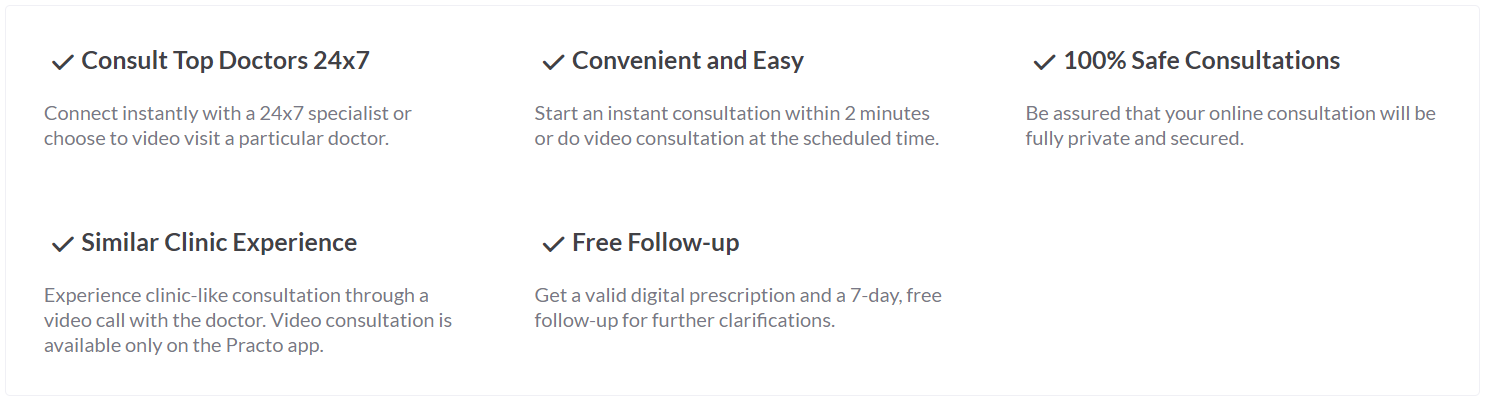 Consult Top Doctors 24x7
Connect instantly with a 24x7 specialist or
choose to video visit a particular doctor.
Convenient and Easy
Start an instant consultation within 2 minutes
or do video consultation at the scheduled time.
100% Safe Consultations
Be assured that your online consultation will be
fully private and secured.
Similar Clinic Experience
Experience clinic-like consultation through a
video call with the doctor. Video consultation is
available only on the Practo app.
Free Follow-up
Get a valid digital prescription and a 7-day, free
follow-up for further clarifications.